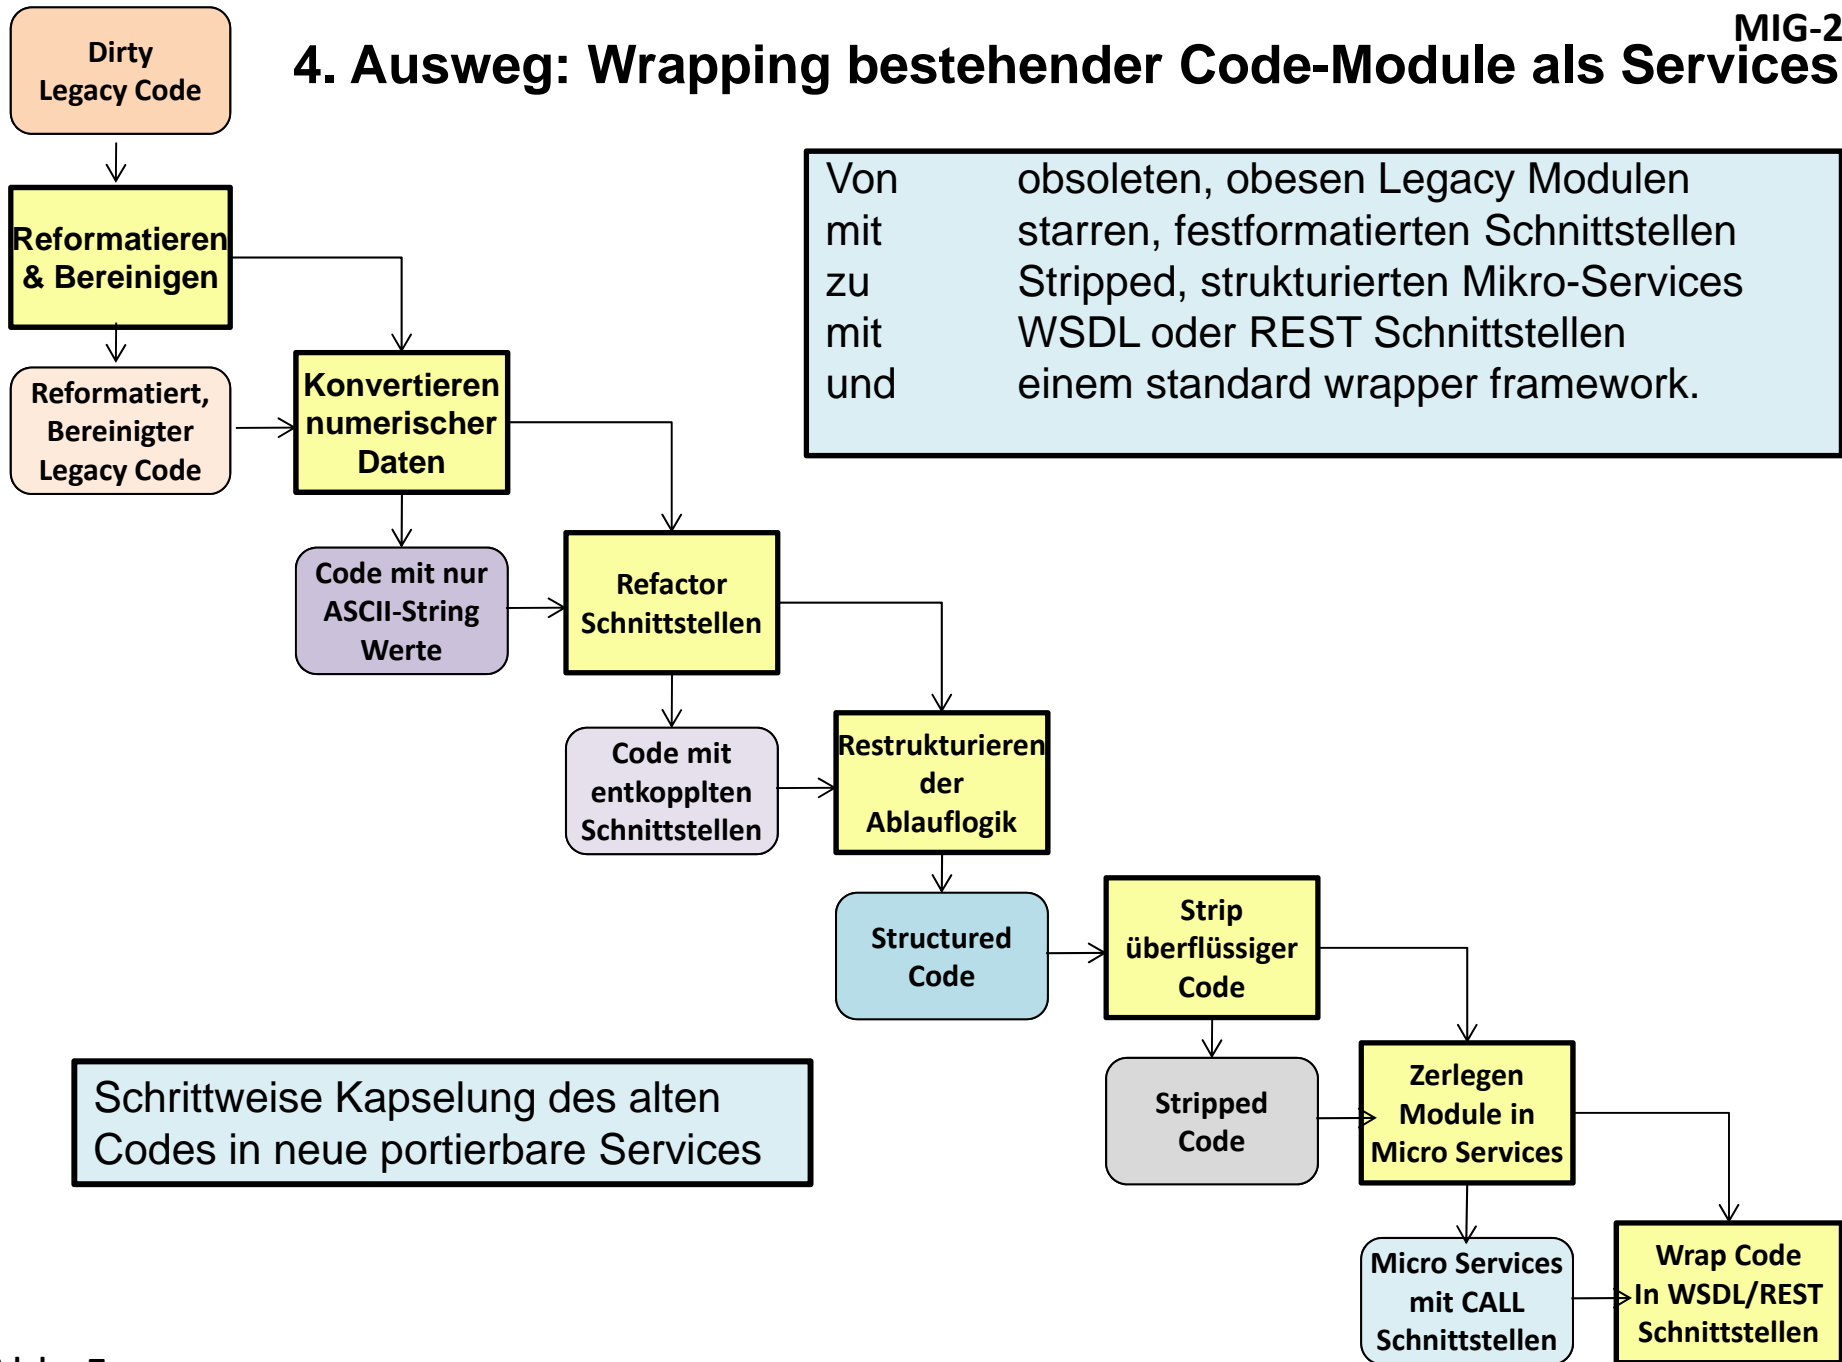 MIG-2
4. Ausweg: Wrapping bestehender Code-Module als Services
Dirty
Legacy Code
Von obsoleten, obesen Legacy Modulen
mit starren, festformatierten Schnittstellen
zu Stripped, strukturierten Mikro-Services
mit WSDL oder REST Schnittstellen
und einem standard wrapper framework.
Reformatieren
& Bereinigen
Reformatiert,
Bereinigter
Legacy Code
Konvertieren
numerischer
Daten
Code mit nur
ASCII-String
Werte
Refactor
Schnittstellen
Code mit
entkopplten
Schnittstellen
Restrukturieren
der
Ablauflogik
Structured
Code
Strip
überflüssiger
Code
Stripped
Code
Zerlegen
Module in
Micro Services
Micro Services
mit CALL
Schnittstellen
Wrap Code
In WSDL/REST
Schnittstellen
Schrittweise Kapselung des alten
Codes in neue portierbare Services